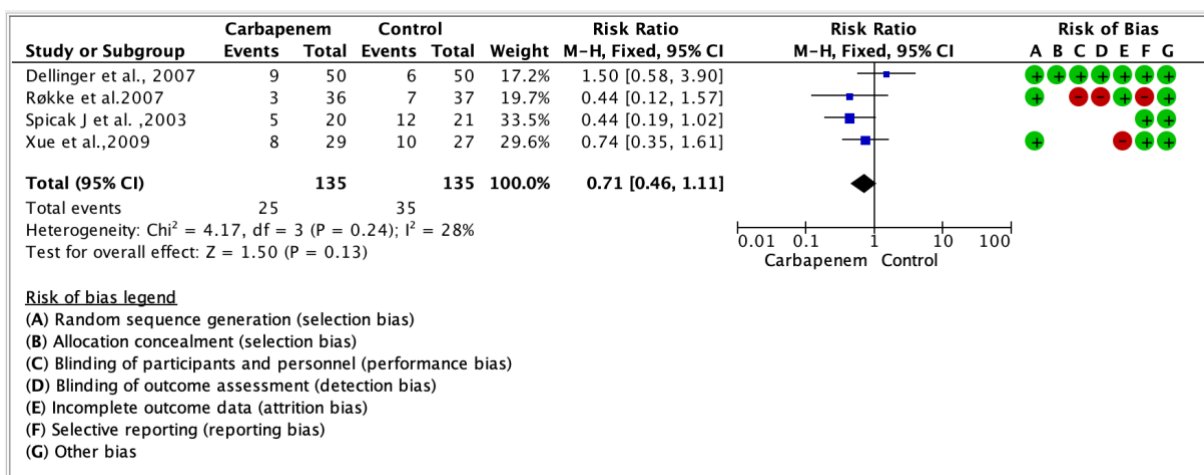 Carbapenem Control Risk Ratio Risk Ratio Risk of Bias
Study or Subgroup Events Total Events Total Weight M-H, Fixed, 95% CI M-H, Fixed, 95% CI A B C D E F G
Dellinger et al., 2007 9 50 6 50 17.2% 1.50 [0.58, 3.90] + + + + + + +
Røkke et al.2007 3 36 7 37 19.7% 0.44 [0.12, 1.57] + - - + - +
Spicak J et al. ,2003 5 20 12 21 33.5% 0.44 [0.19, 1.02] + +
Xue et al.,2009 8 29 10 27 29.6% 0.74 [0.35, 1.61] + - + +
Total (95% CI) 135 135 100.0% 0.71 [0.46, 1.11]
Total events 25 35
Heterogeneity: Chi² = 4.17, df = 3 (P = 0.24); I² = 28%
Test for overall effect: Z = 1.50 (P = 0.13)
0.01 0.1 1 10 100
Carbapenem Control
Risk of bias legend
(A) Random sequence generation (selection bias)
(B) Allocation concealment (selection bias)
(C) Blinding of participants and personnel (performance bias)
(D) Blinding of outcome assessment (detection bias)
(E) Incomplete outcome data (attrition bias)
(F) Selective reporting (reporting bias)
(G) Other bias